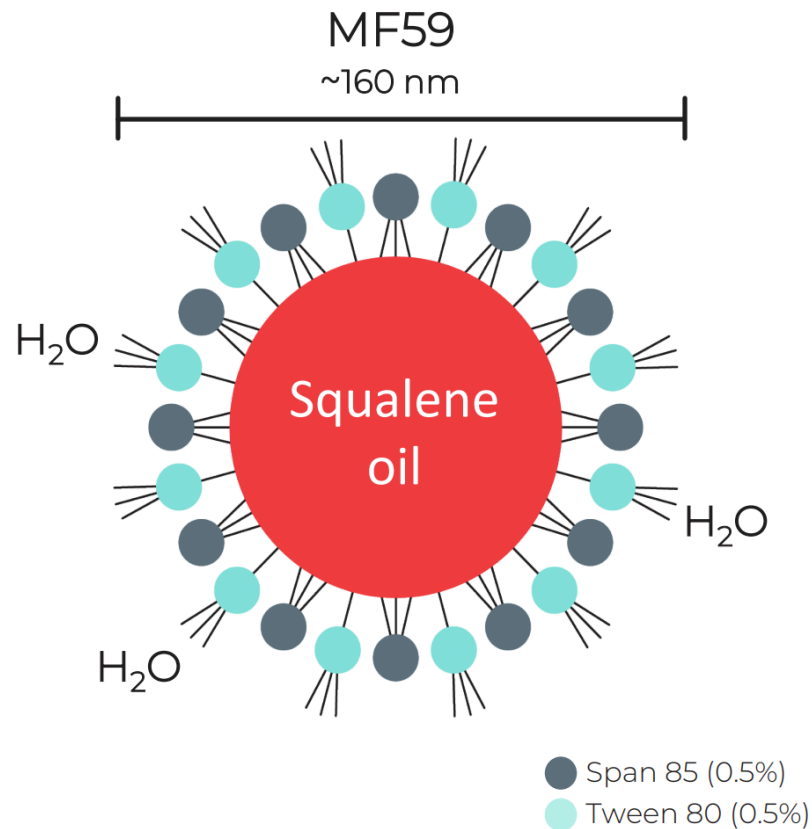 MF59
~160 nm
Squalene
oil
H₂O
H₂O
H₂O
Span 85 (0.5%)
Tween 80 (0.5%)